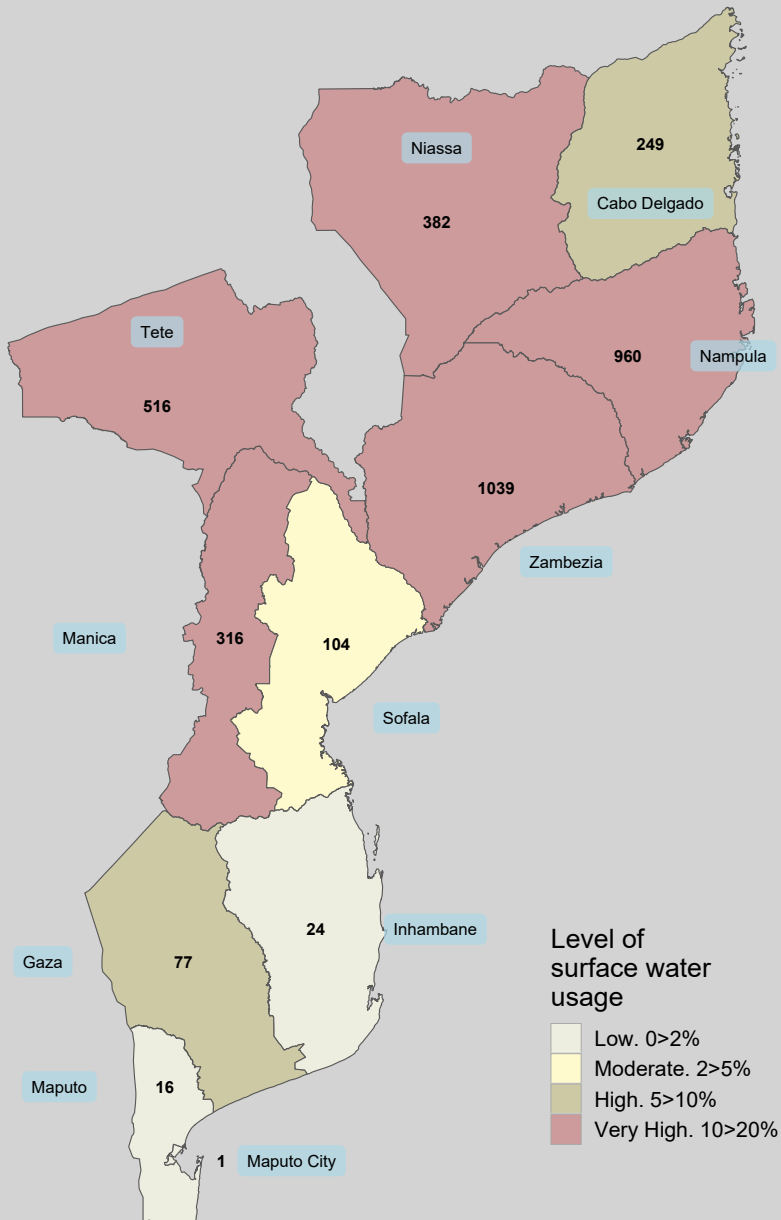 249
Niassa
Cabo Delgado
382
Tete
Nampula
960
516
1039
Zambezia
Manica
316
104
Sofala
24
Inhambane
Gaza
77
Maputo
16
1
Maputo City
Level of
surface water
usage
Low. 0>2%
Moderate. 2>5%
High. 5>10%
Very High. 10>20%